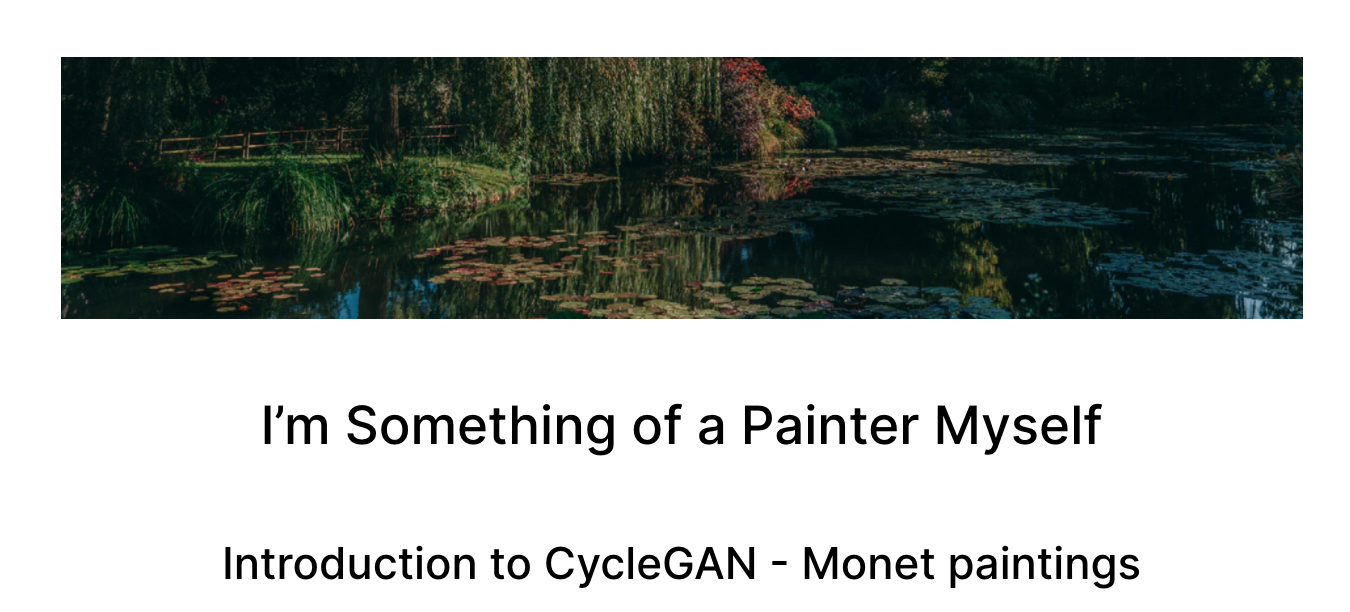 I’m Something of a Painter Myself
Introduction to CycleGAN - Monet paintings